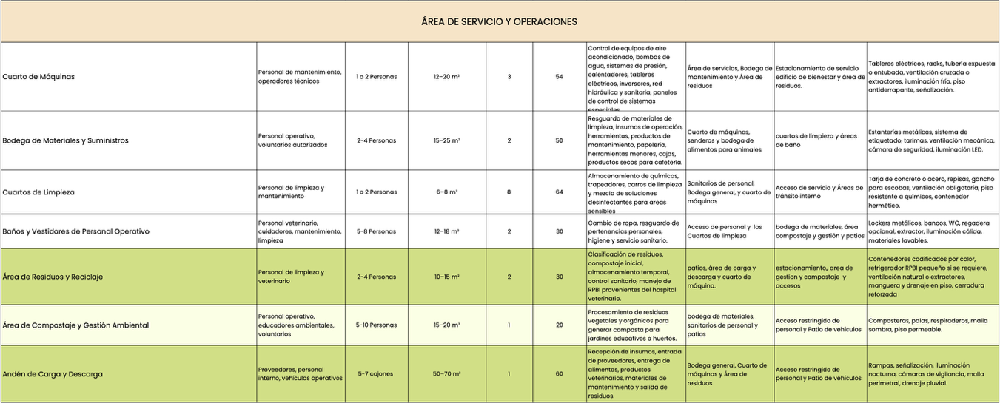 ÁREA DE SERVICIO Y OPERACIONES
Cuarto de Máquinas
Personal de mantenimiento,
operadores técnicos
1 o 2 Personas
12–20 m²
3
54
Control de equipos de aire
acondicionado, bombas de
agua, sistemas de presión,
calentadores, tableros
eléctricos, inversores, red
hidráulica y sanitaria, paneles
de control de sistemas
especiales
Área de servicios, Bodega de
mantenimiento y Área de
residuos
Estacionamiento de servicio
edificio de bienestar y área de
residuos.
Tableros eléctricos, racks, tubería expuesta
o entubada, ventilación cruzada o
extractores, iluminación fría, piso
antiderrapante, señalización.
Bodega de Materiales y Suministros
Personal operativo,
voluntarios autorizados
2-4 Personas
15–25 m²
2
50
Resguardo de materiales de
limpieza, insumos de operación,
herramientas, productos de
mantenimiento, papelería,
herramientas menores, cajas,
productos secos para cafetería.
Cuarto de máquinas,
senderos y bodega de
alimentos para animales
cuartos de limpieza y áreas
de baño
Estanterías metálicas, sistema de
etiquetado, tarimas, ventilación mecánica,
cámara de seguridad, iluminación LED.
Cuartos de Limpieza
Personal de limpieza y
mantenimiento
1 o 2 Personas
6–8 m²
8
64
Almacenamiento de químicos,
trapeadores, carros de limpieza
y mezcla de soluciones
desinfectantes para áreas
sensibles
Sanitarios de personal,
Bodega general, y cuarto de
máquinas
Acceso de servicio y Áreas de
tránsito interno
Tarja de concreto o acero, repisas, gancho
para escobas, ventilación obligatoria, piso
resistente a químicos, contenedor
hermético.
Baños y Vestidores de Personal Operativo
Personal veterinario,
cuidadores, mantenimiento,
limpieza
5-8 Personas
12–18 m²
2
30
Cambio de ropa, resguardo de
pertenencias personales,
higiene y servicio sanitario.
Acceso de personal y los
Cuartos de limpieza
bodega de materiales, área
compostaje y gestión y patios
Lockers metálicos, bancos, WC, regadera
opcional, extractor, iluminación cálida,
materiales lavables.
Área de Residuos y Reciclaje
Personal de limpieza y
veterinario
2-4 Personas
10–15 m²
2
30
Clasificación de residuos,
compostaje inicial,
almacenamiento temporal,
control sanitario, manejo de
RPBI provenientes del hospital
veterinario.
patios, área de carga y
descarga y cuarto de
máquina.
estacionamiento,, area de
gestion y compostaje y
accesos
Contenedores codificados por color,
refrigerador RPBI pequeño si se requiere,
ventilación natural o extractores,
manguera y drenaje en piso, cerradura
reforzada
Área de Compostaje y Gestión Ambiental
Personal operativo,
educadores ambientales,
voluntarios
5-10 Personas
15–20 m²
1
20
Procesamiento de residuos
vegetales y orgánicos para
generar composta para
jardines educativos o huertos.
bodega de materiales,
sanitarios de personal y
patios
Acceso restringido de
personal y Patio de vehículos
Composteras, palas, respiraderos, malla
sombra, piso permeable.
Andén de Carga y Descarga
Proveedores, personal
interno, vehículos operativos
5-7 cajones
50–70 m²
1
60
Recepción de insumos, entrada
de proveedores, entrega de
alimentos, productos
veterinarios, materiales de
mantenimiento y salida de
residuos.
Bodega general, Cuarto de
máquinas y Área de
residuos
Acceso restringido de
personal y Patio de vehículos
Rampas, señalización, iluminación
nocturna, cámaras de vigilancia, malla
perimetral, drenaje pluvial.